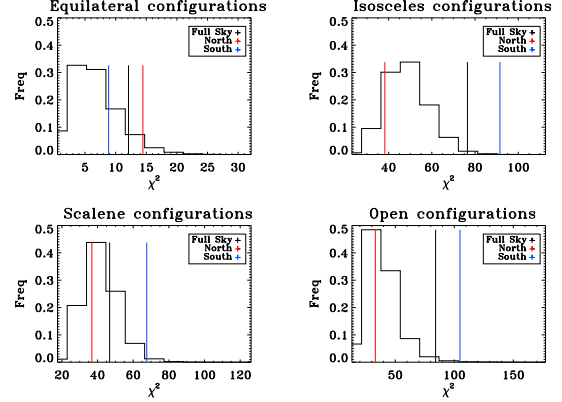 Equilateral configurations
0.5
0.4
0.3
0.2
0.1
0.0
Freq
Full Sky +
North +
South +
5 10 15 20 25 30
χ²
Isosceles configurations
0.5
0.4
0.3
0.2
0.1
0.0
Freq
Full Sky +
North +
South +
40 60 80 100
χ²
Scalene configurations
0.5
0.4
0.3
0.2
0.1
0.0
Freq
Full Sky +
North +
South +
20 40 60 80 100 120
χ²
Open configurations
0.5
0.4
0.3
0.2
0.1
0.0
Freq
Full Sky +
North +
South +
50 100 150
χ²